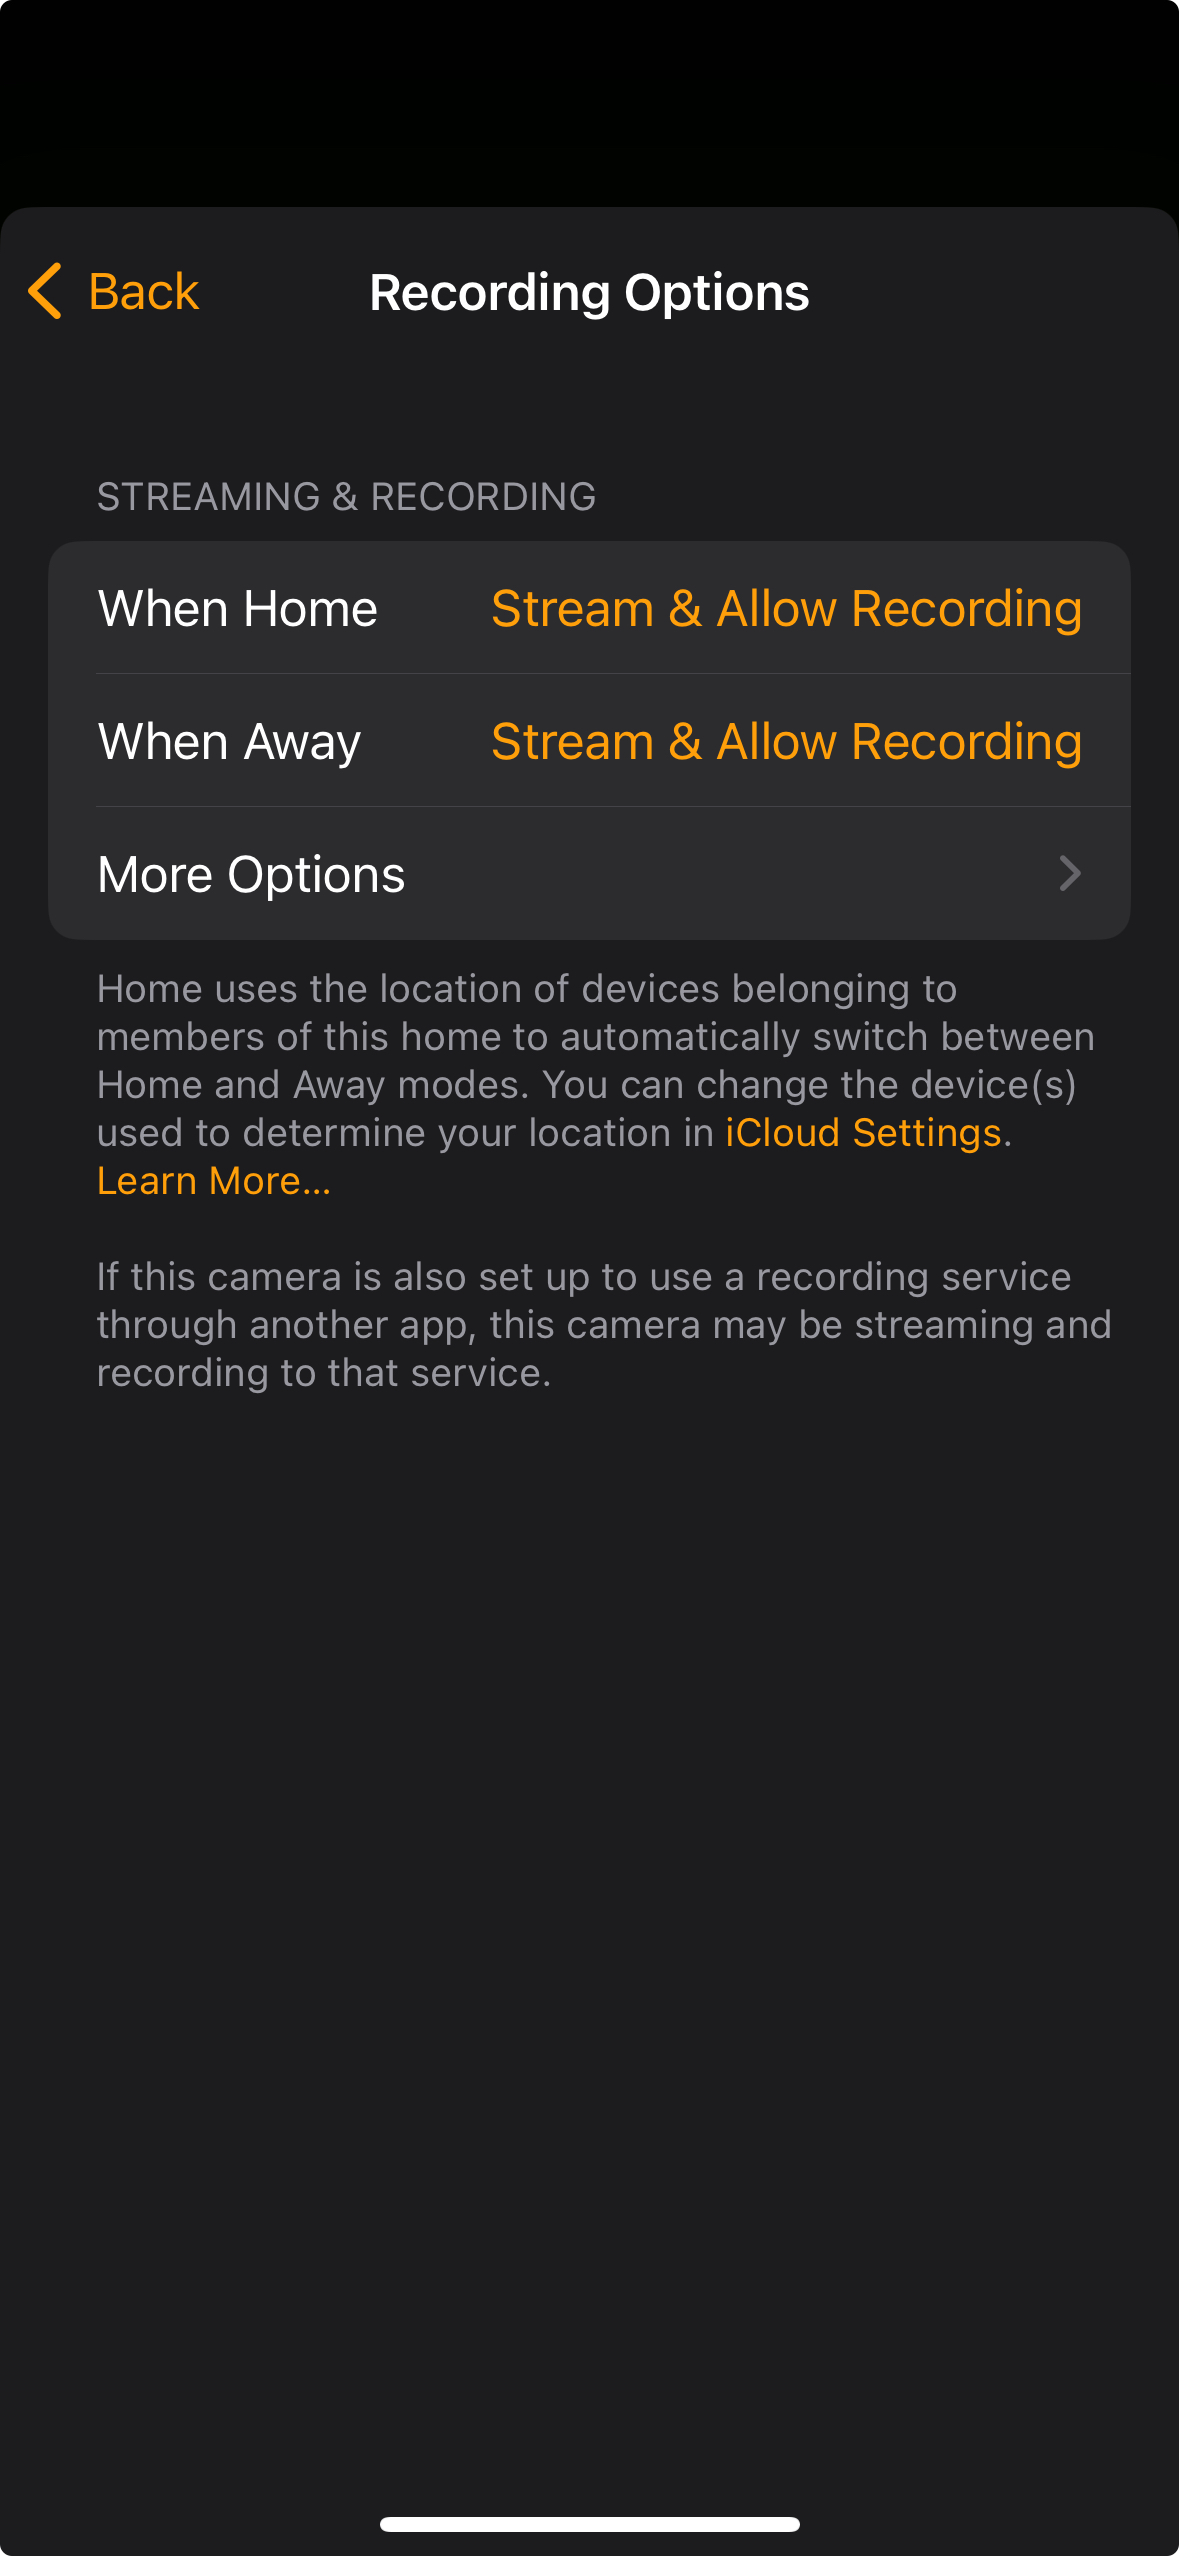 Back
Recording Options
STREAMING & RECORDING
When Home Stream & Allow Recording
When Away Stream & Allow Recording
More Options
Home uses the location of devices belonging to
members of this home to automatically switch between
Home and Away modes. You can change the device(s)
used to determine your location in iCloud Settings.
Learn More...
If this camera is also set up to use a recording service
through another app, this camera may be streaming and
recording to that service.